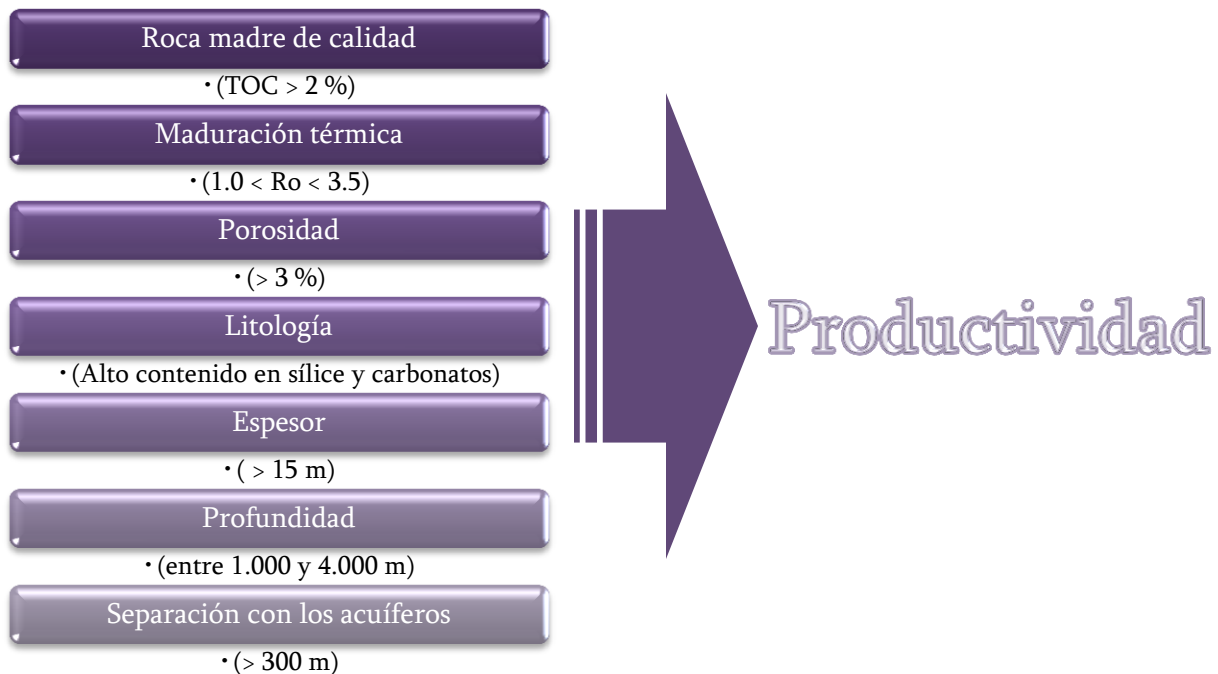 Roca madre de calidad
· (TOC > 2 %)
Maduración térmica
· (1.0 < Ro < 3.5)
Porosidad
· (> 3 %)
Litología
· (Alto contenido en sílice y carbonatos)
Espesor
· ( > 15 m)
Profundidad
· (entre 1.000 y 4.000 m)
Separación con los acuíferos
· (> 300 m)
Productividad